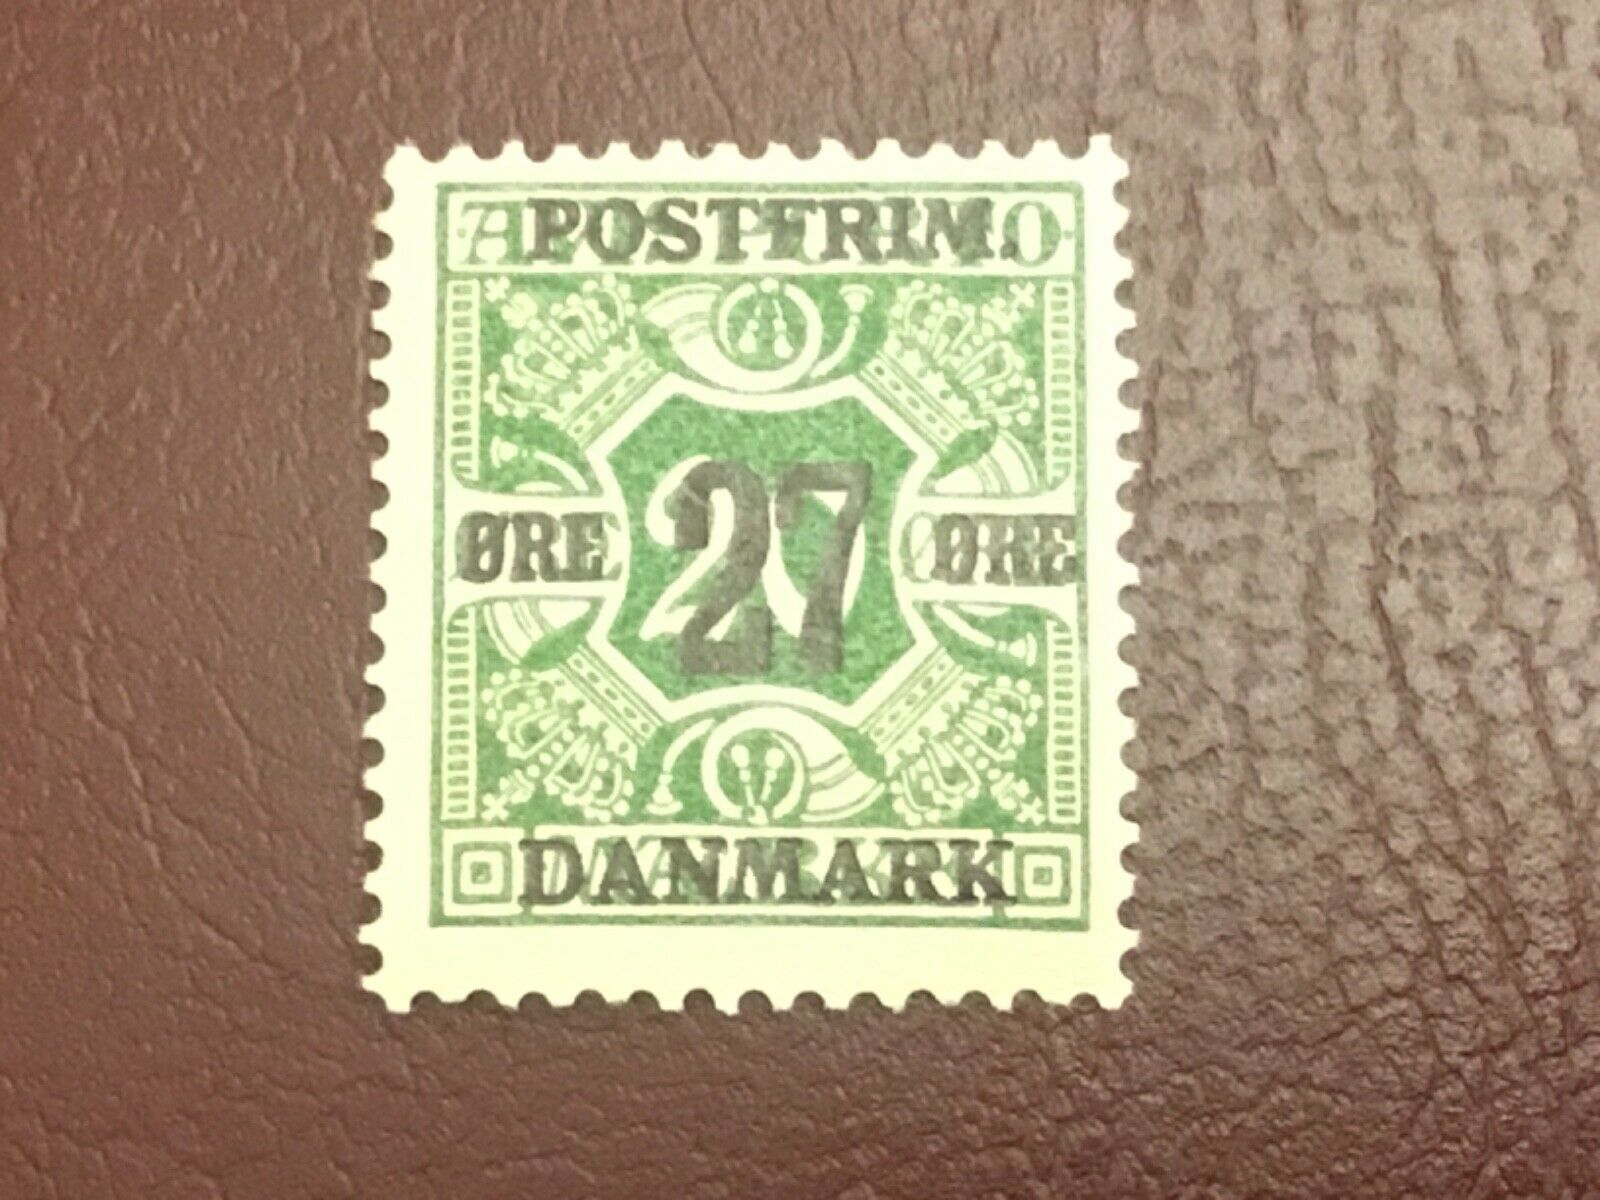 POSTFRIM.
27
ØRE ØRE
DANMARK